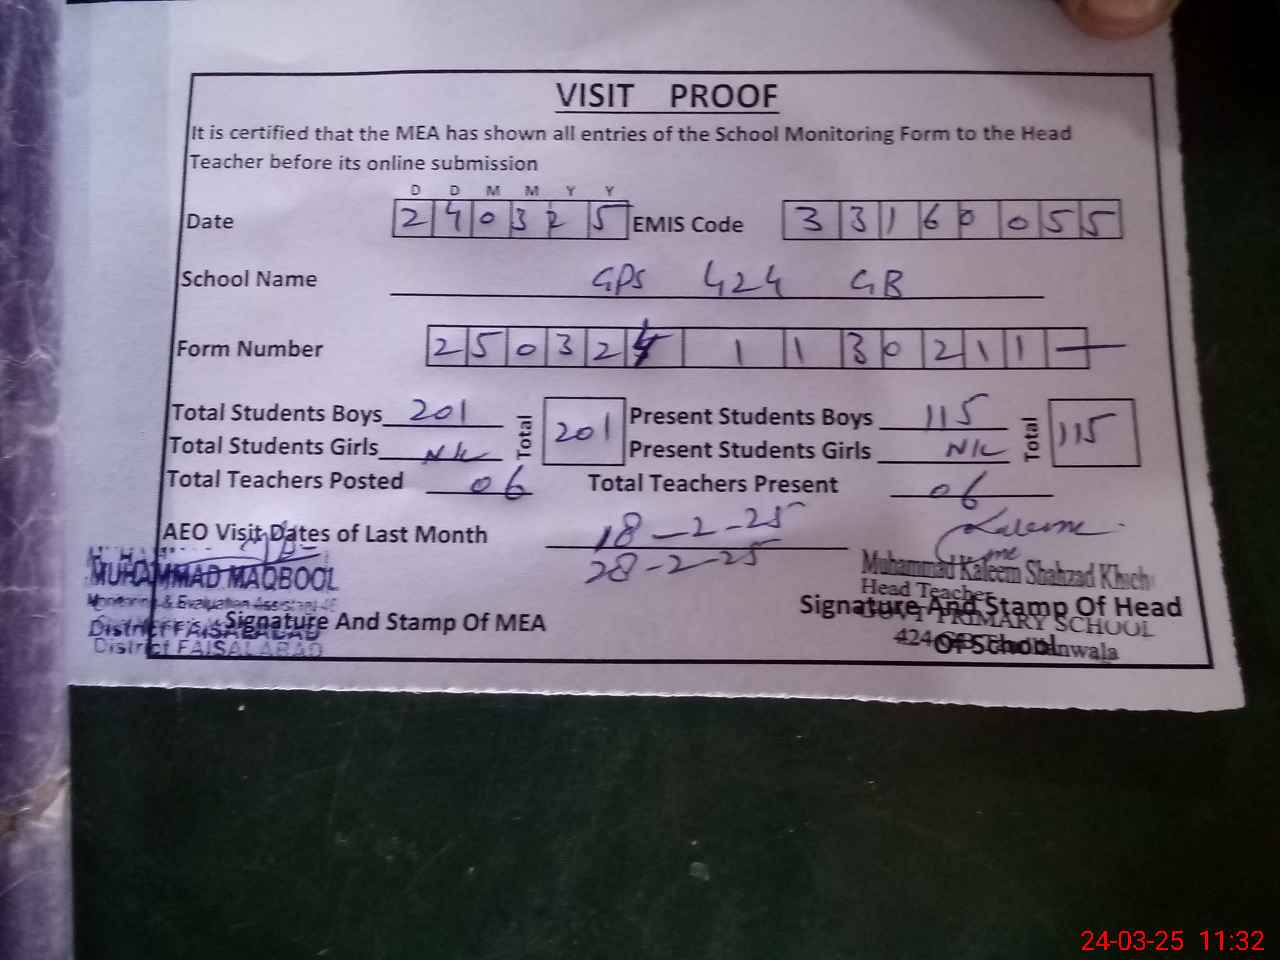 VISIT PROOF
It is certified that the MEA has shown all entries of the School Monitoring Form to the Head
Teacher before its online submission
D D M M Y Y
Date 2 4 0 3 2 5 EMIS Code 3 3 1 6 0 0 5 5
School Name GPS 424 GB
Form Number 2 5 0 3 2 4 1 1 3 0 2 1 1 —
Total Students Boys 201 Total 201 Present Students Boys 115 Total 115
Total Students Girls Nil Present Students Girls Nil
Total Teachers Posted 06 Total Teachers Present 06
AEO Visit Dates of Last Month 18-2-25
28-2-25
Kaleem
MUHAMMAD MAQBOOL
Monitoring & Evaluation Assistant
District FAISALABAD
District FAISALABAD
Signature And Stamp Of MEA
Muhammad Kaleem Shahzad Khichi
Head Teacher
GOVT PRIMARY SCHOOL
424
Signature And Stamp Of Head
Of School
24-03-25 11:32